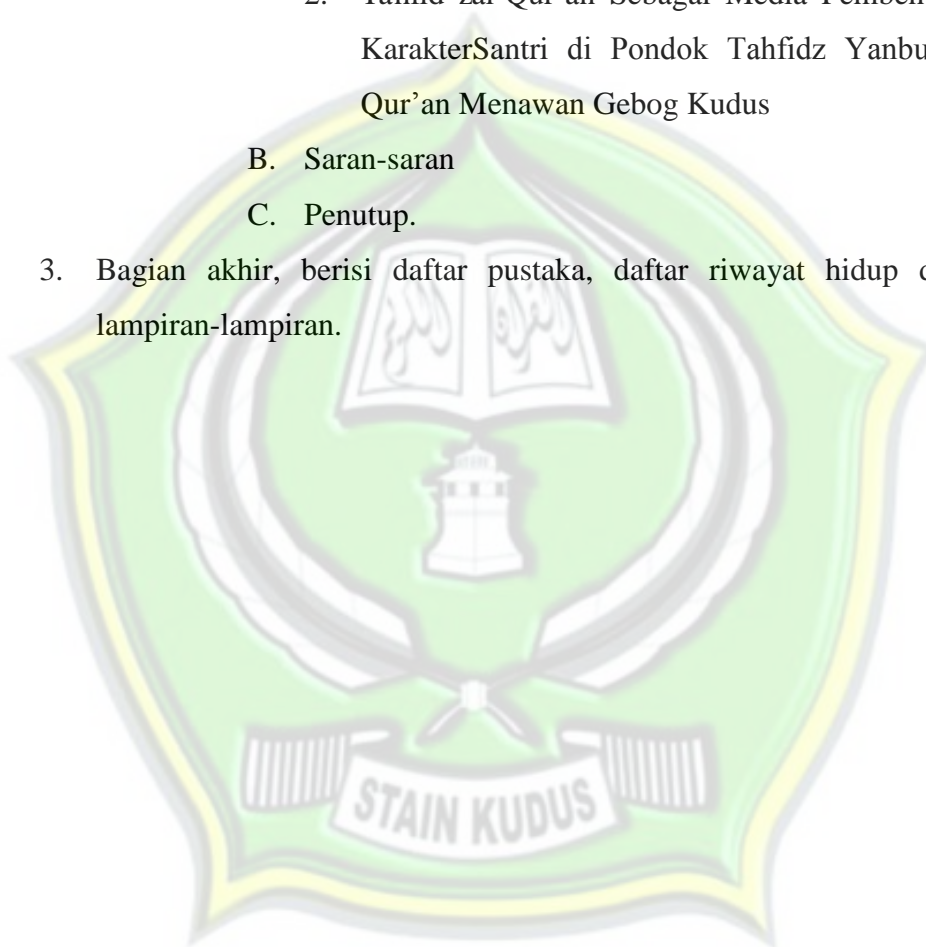 KarakterSantri di Pondok Tahfidz
Qur’an Menawan Gebog Kudus
B. Saran-saran
C. Penutup.
3. Bagian akhir, berisi daftar pustaka, daftar riwayat hidup
lampiran-lampiran.
STAIN KUDUS